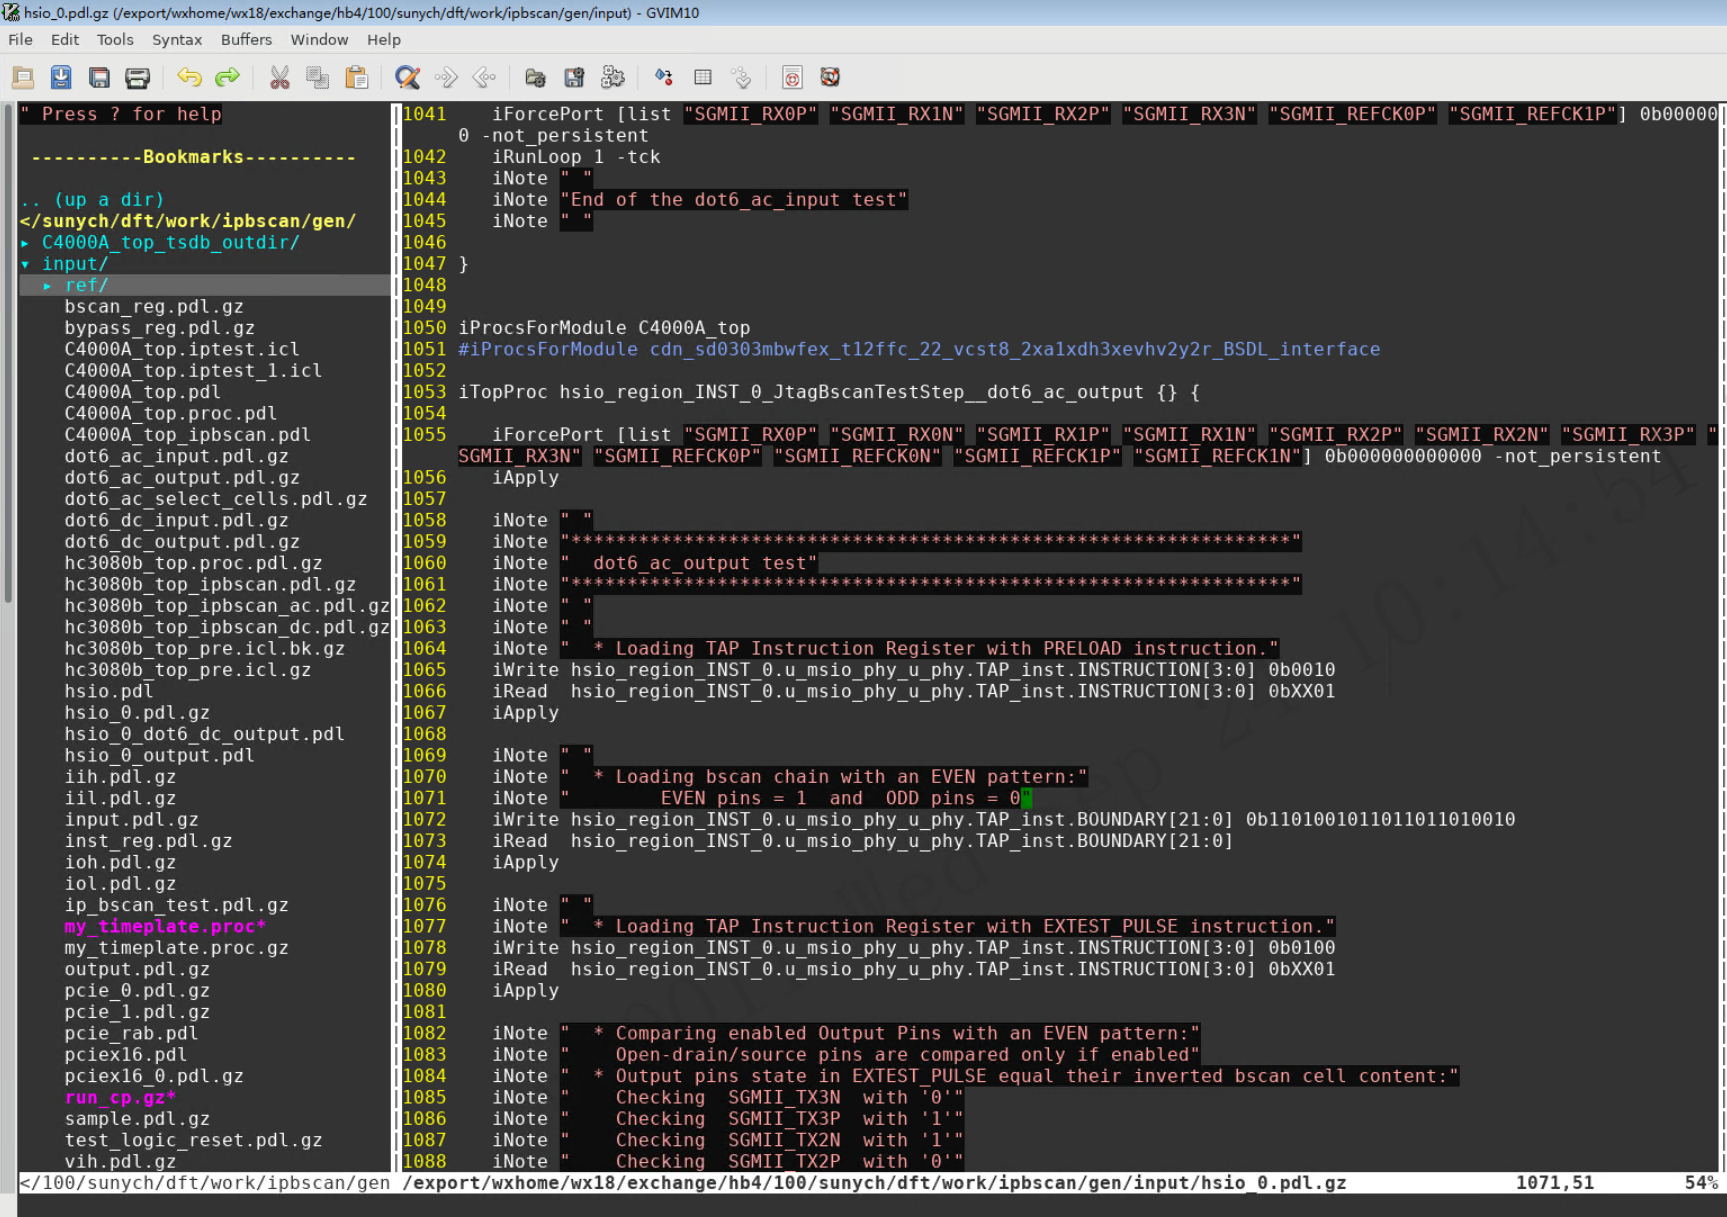 hsio_0.pdl.gz (/export/wxhome/wx18/exchange/hb4/100/sunych/dft/work/ipbscan/gen/input) - GVIM10
File Edit Tools Syntax Buffers Window Help
" Press ? for help
----------Bookmarks----------
.. (up a dir)
</sunych/dft/work/ipbscan/gen/
▸ C4000A_top_tsdb_outdir/
▾ input/
▸ ref/
bscan_reg.pdl.gz
bypass_reg.pdl.gz
C4000A_top.iptest.icl
C4000A_top.iptest_1.icl
C4000A_top.pdl
C4000A_top.proc.pdl
C4000A_top_ipbscan.pdl
dot6_ac_input.pdl.gz
dot6_ac_output.pdl.gz
dot6_ac_select_cells.pdl.gz
dot6_dc_input.pdl.gz
dot6_dc_output.pdl.gz
hc3080b_top.proc.pdl.gz
hc3080b_top_ipbscan.pdl.gz
hc3080b_top_ipbscan_ac.pdl.gz
hc3080b_top_ipbscan_dc.pdl.gz
hc3080b_top_pre.icl.bk.gz
hc3080b_top_pre.icl.gz
hsio.pdl
hsio_0.pdl.gz
hsio_0_dot6_dc_output.pdl
hsio_0_output.pdl
iih.pdl.gz
iil.pdl.gz
input.pdl.gz
inst_reg.pdl.gz
ioh.pdl.gz
iol.pdl.gz
ip_bscan_test.pdl.gz
my_timeplate.proc*
my_timeplate.proc.gz
output.pdl.gz
pcie_0.pdl.gz
pcie_1.pdl.gz
pcie_rab.pdl
pciex16.pdl
pciex16_0.pdl.gz
run_cp.gz*
sample.pdl.gz
test_logic_reset.pdl.gz
vih.pdl.gz
</100/sunych/dft/work/ipbscan/gen
1041 iForcePort [list "SGMII_RX0P" "SGMII_RX1N" "SGMII_RX2P" "SGMII_RX3N" "SGMII_REFCK0P" "SGMII_REFCK1P"] 0b00000
0 -not_persistent
1042 iRunLoop 1 -tck
1043 iNote " "
1044 iNote "End of the dot6_ac_input test"
1045 iNote " "
1046
1047 }
1048
1049
1050 iProcsForModule C4000A_top
1051 #iProcsForModule cdn_sd0303mbwfex_t12ffc_22_vcst8_2xa1xdh3xevhv2y2r_BSDL_interface
1052
1053 iTopProc hsio_region_INST_0_JtagBscanTestStep__dot6_ac_output {} {
1054
1055 iForcePort [list "SGMII_RX0P" "SGMII_RX0N" "SGMII_RX1P" "SGMII_RX1N" "SGMII_RX2P" "SGMII_RX2N" "SGMII_RX3P" "
SGMII_RX3N" "SGMII_REFCK0P" "SGMII_REFCK0N" "SGMII_REFCK1P" "SGMII_REFCK1N"] 0b000000000000 -not_persistent
1056 iApply
1057
1058 iNote " "
1059 iNote "****************************************************************"
1060 iNote "  dot6_ac_output test"
1061 iNote "****************************************************************"
1062 iNote " "
1063 iNote " "
1064 iNote "  * Loading TAP Instruction Register with PRELOAD instruction."
1065 iWrite hsio_region_INST_0.u_msio_phy_u_phy.TAP_inst.INSTRUCTION[3:0] 0b0010
1066 iRead  hsio_region_INST_0.u_msio_phy_u_phy.TAP_inst.INSTRUCTION[3:0] 0bXX01
1067 iApply
1068
1069 iNote " "
1070 iNote "  * Loading bscan chain with an EVEN pattern:"
1071 iNote "        EVEN pins = 1  and  ODD pins = 0"
1072 iWrite hsio_region_INST_0.u_msio_phy_u_phy.TAP_inst.BOUNDARY[21:0] 0b1101001011011011010010
1073 iRead  hsio_region_INST_0.u_msio_phy_u_phy.TAP_inst.BOUNDARY[21:0]
1074 iApply
1075
1076 iNote " "
1077 iNote "  * Loading TAP Instruction Register with EXTEST_PULSE instruction."
1078 iWrite hsio_region_INST_0.u_msio_phy_u_phy.TAP_inst.INSTRUCTION[3:0] 0b0100
1079 iRead  hsio_region_INST_0.u_msio_phy_u_phy.TAP_inst.INSTRUCTION[3:0] 0bXX01
1080 iApply
1081
1082 iNote "  * Comparing enabled Output Pins with an EVEN pattern:"
1083 iNote "    Open-drain/source pins are compared only if enabled"
1084 iNote "  * Output pins state in EXTEST_PULSE equal their inverted bscan cell content:"
1085 iNote "    Checking  SGMII_TX3N  with '0'"
1086 iNote "    Checking  SGMII_TX3P  with '1'"
1087 iNote "    Checking  SGMII_TX2N  with '1'"
1088 iNote "    Checking  SGMII_TX2P  with '0'"
/export/wxhome/wx18/exchange/hb4/100/sunych/dft/work/ipbscan/gen/input/hsio_0.pdl.gz 1071,51 54%